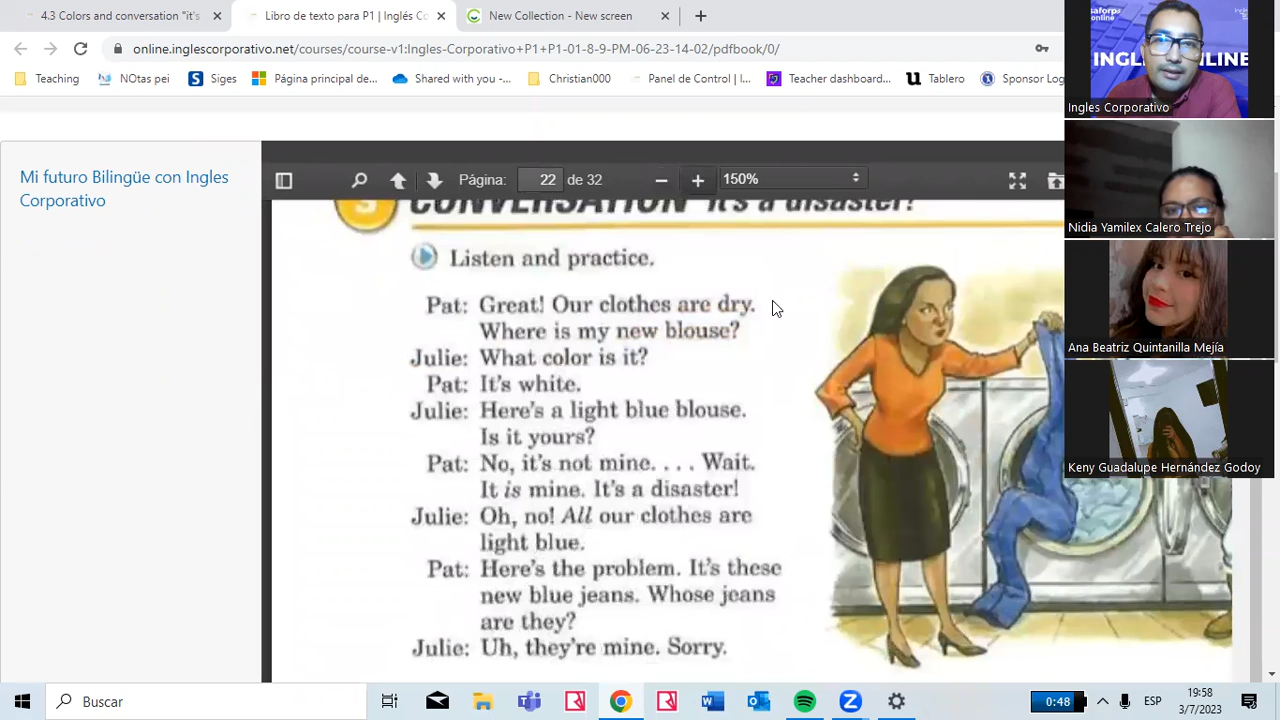 4.3 Colors and conversation "it's
Libro de texto para P1 | Inglés Co
New Collection - New screen
online.inglescorporativo.net/courses/course-v1:Ingles-Corporativo+P1+P1-01-8-9-PM-06-23-14-02/pdfbook/0/
Teaching
NOtas pei
Siges
Página principal de...
Shared with you -...
Christian000
Panel de Control | I...
Teacher dashboard...
Tablero
Sponsor Log
Ingles Corporativo
Mi futuro Bilingüe con Ingles
Corporativo
Página:
22
de 32
150%
Nidia Yamilex Calero Trejo
CONVERSATION It's a disaster!
Listen and practice.
Pat: Great! Our clothes are dry.
Where is my new blouse?
Julie: What color is it?
Pat: It's white.
Julie: Here's a light blue blouse.
Is it yours?
Pat: No, it's not mine. . . . Wait.
It is mine. It's a disaster!
Julie: Oh, no! All our clothes are
light blue.
Pat: Here's the problem. It's these
new blue jeans. Whose jeans
are they?
Julie: Uh, they're mine. Sorry.
Ana Beatriz Quintanilla Mejía
Keny Guadalupe Hernández Godoy
Buscar
0:48
ESP
19:58
3/7/2023